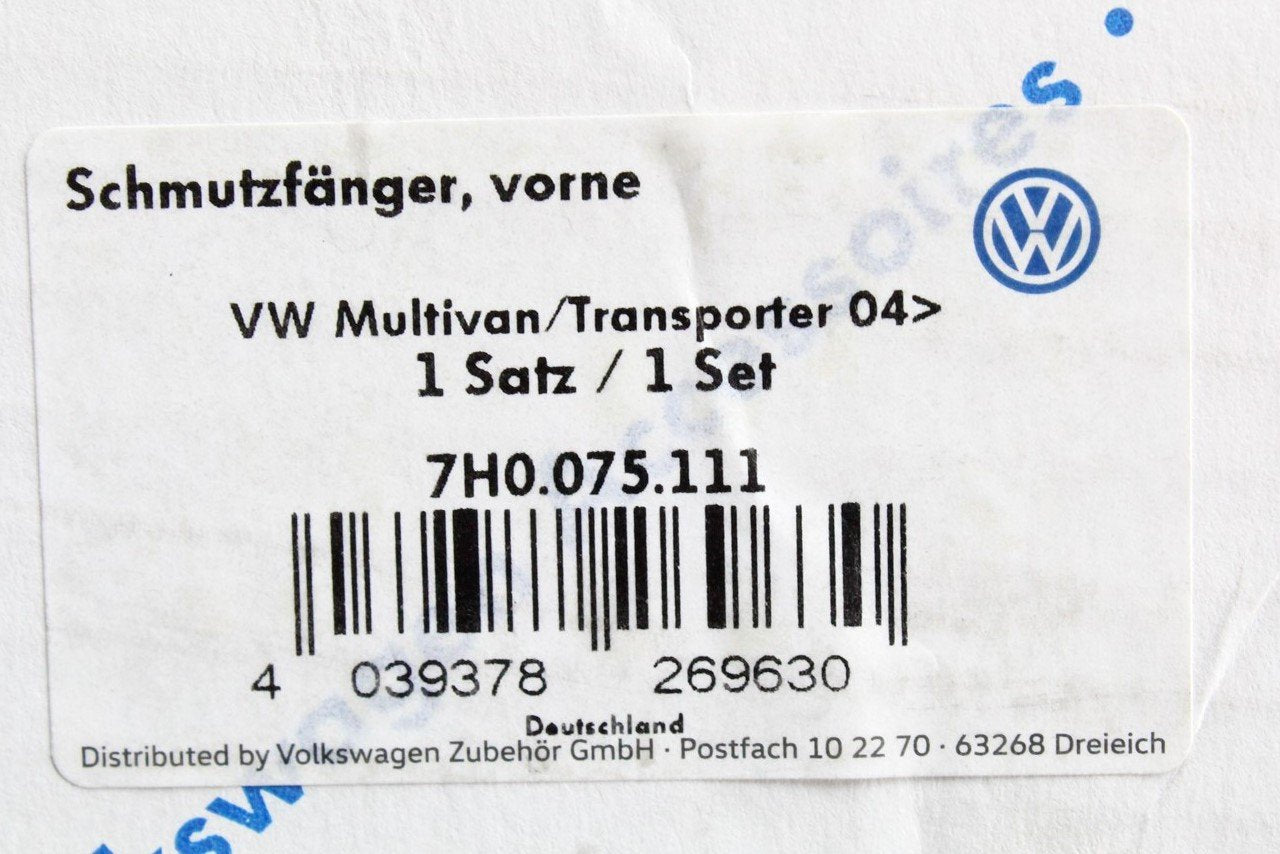 Schmutzfänger, vorne
VW
VW Multivan/Transporter 04>
1 Satz / 1 Set
7H0.075.111
4 039378 269630
Deutschland
Distributed by Volkswagen Zubehör GmbH · Postfach 10 22 70 · 63268 Dreieich